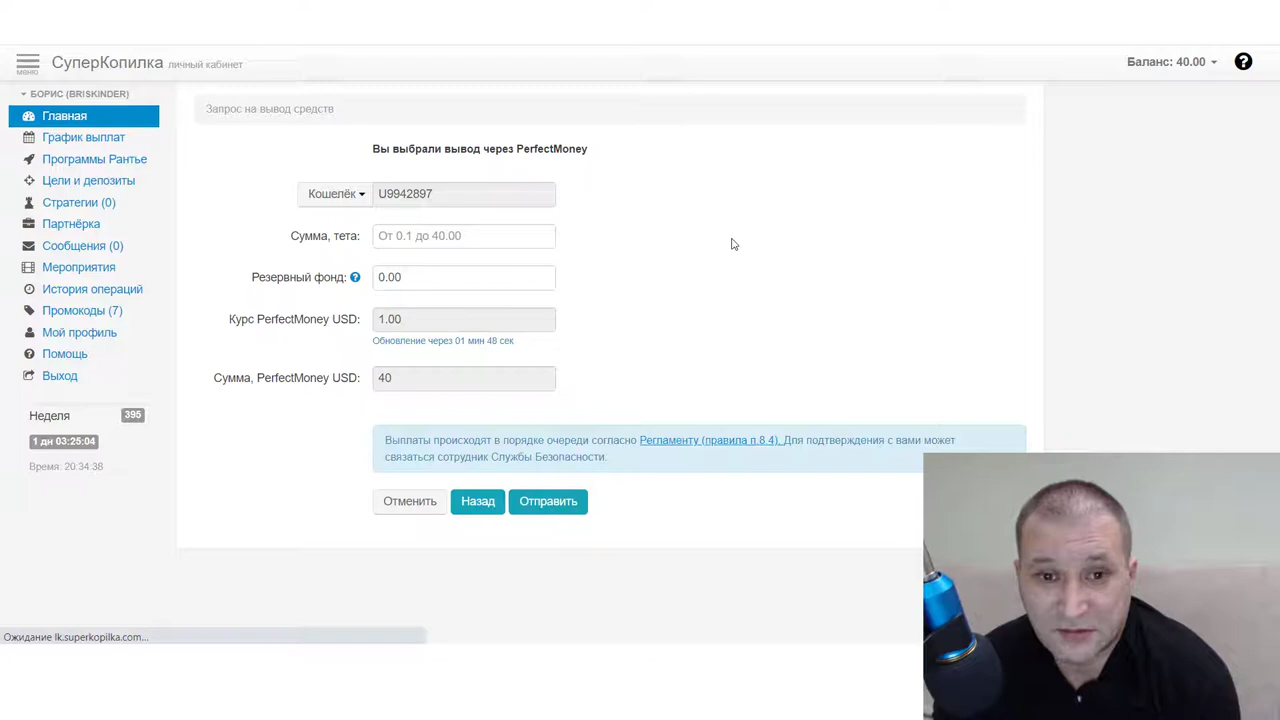 МЕНЮ
СуперКопилка личный кабинет
Баланс: 40.00
БОРИС (BRISKINDER)
Главная
График выплат
Программы Рантье
Цели и депозиты
Стратегии (0)
Партнёрка
Сообщения (0)
Мероприятия
История операций
Промокоды (7)
Мой профиль
Помощь
Выход
Неделя 395
1 дн 03:25:04
Время: 20:34:38
Запрос на вывод средств
Вы выбрали вывод через PerfectMoney
Кошелёк U9942897
Сумма, тета: От 0.1 до 40.00
Резервный фонд: ? 0.00
Курс PerfectMoney USD: 1.00
Обновление через 01 мин 48 сек
Сумма, PerfectMoney USD: 40
Выплаты происходят в порядке очереди согласно Регламенту (правила п.8.4). Для подтверждения с вами может
связаться сотрудник Службы Безопасности.
Отменить Назад Отправить
Ожидание lk.superkopilka.com...